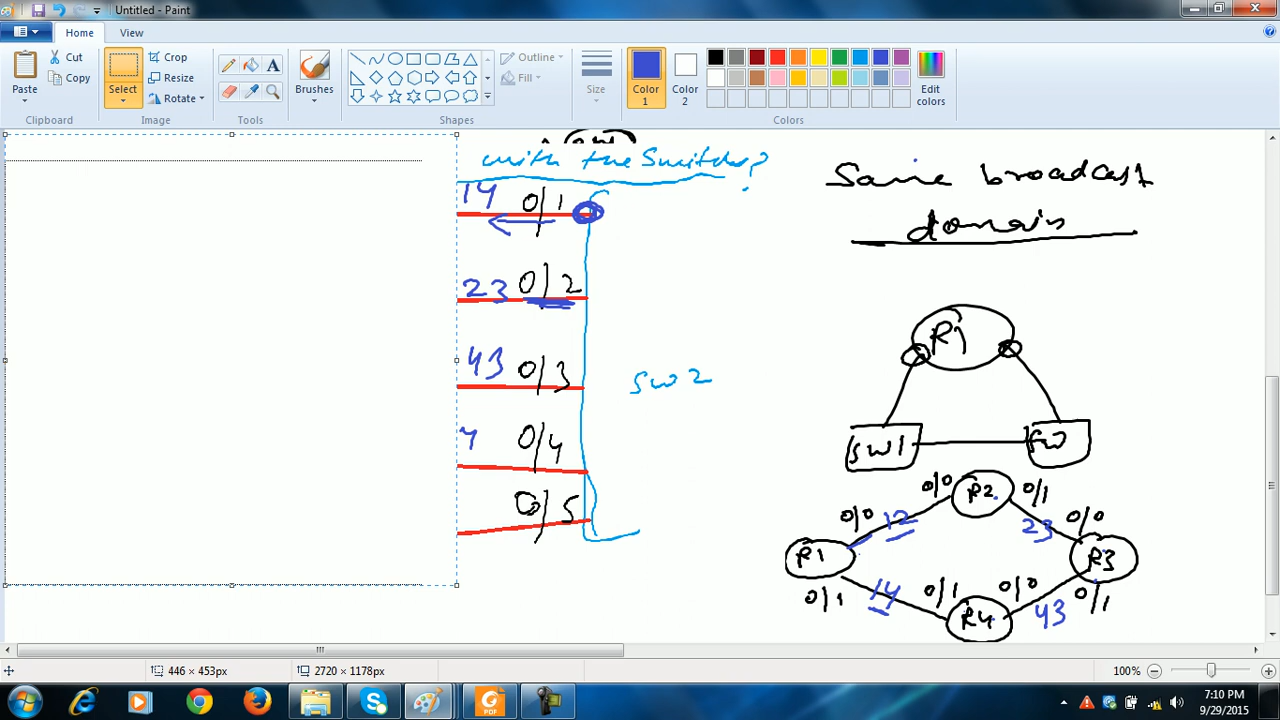 Untitled - Paint
Home
View
Paste
Cut
Copy
Clipboard
Select
Crop
Resize
Rotate
Image
Tools
Brushes
Outline
Fill
Shapes
Size
Color 1
Color 2
Edit colors
Colors
with the Switches?
14 0/1
23 0/2
43 0/3
0/4
0/5
SW2
Same broadcast
domain
R1
SW1
SW
R2
0/0
0/1
0/0
12
23
0/0
R1
R3
0/1
14
0/1
0/0
0/1
R4
43
446 × 453px
2720 × 1178px
100%
PDF
7:10 PM
9/29/2015